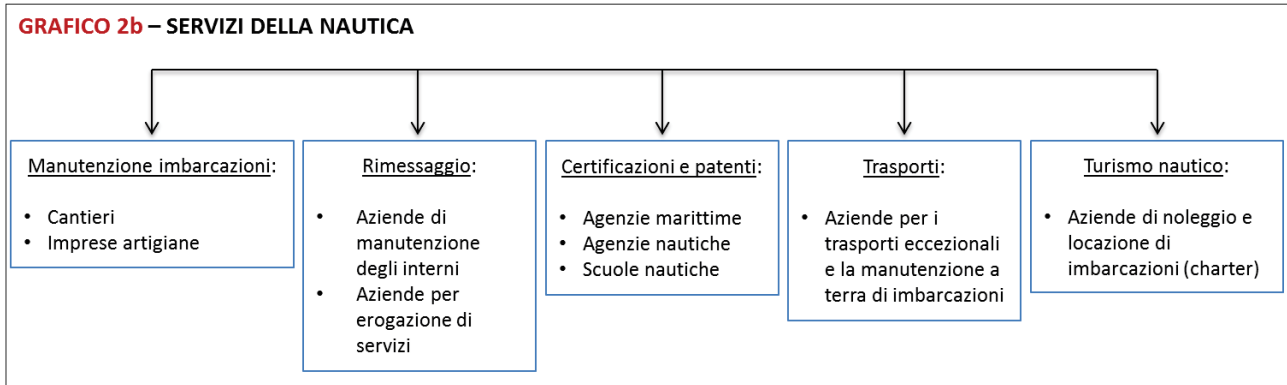 GRAFICO 2b – SERVIZI DELLA NAUTICA
Manutenzione imbarcazioni:
• Cantieri
• Imprese artigiane
Rimessaggio:
• Aziende di
manutenzione
degli interni
• Aziende per
erogazione di
servizi
Certificazioni e patenti:
• Agenzie marittime
• Agenzie nautiche
• Scuole nautiche
Trasporti:
• Aziende per i
trasporti eccezionali
e la manutenzione a
terra di imbarcazioni
Turismo nautico:
• Aziende di noleggio e
locazione di
imbarcazioni (charter)